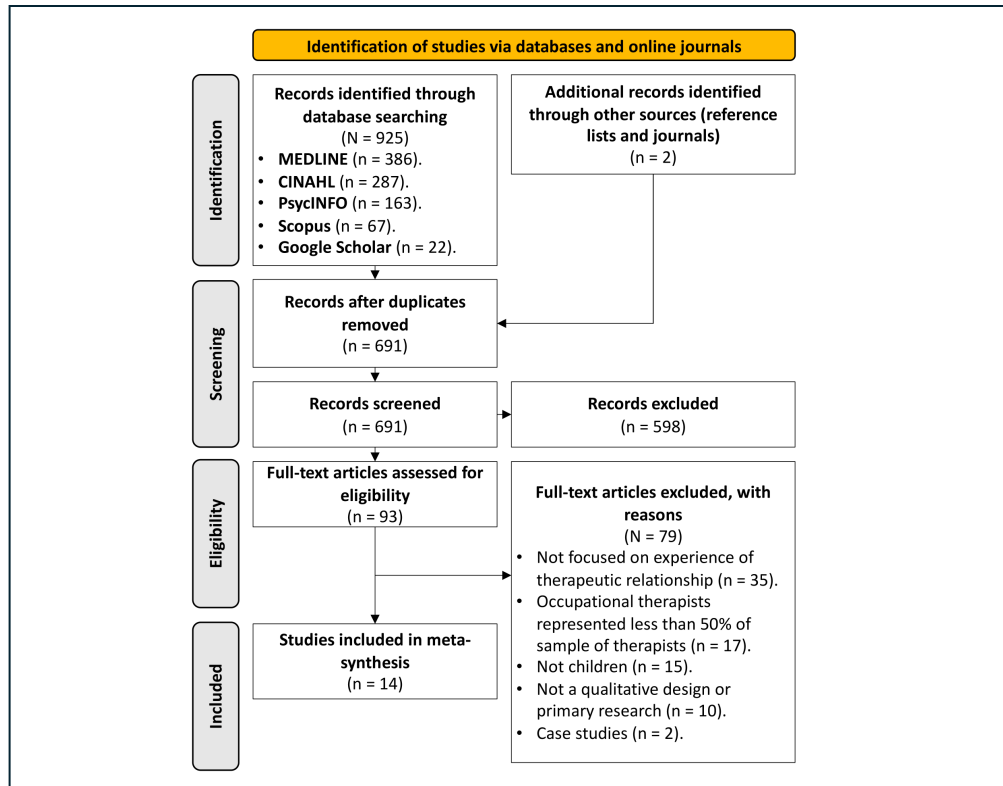 Identification of studies via databases and online journals
Identification
Records identified through
database searching
(N = 925)
• MEDLINE (n = 386).
• CINAHL (n = 287).
• PsycINFO (n = 163).
• Scopus (n = 67).
• Google Scholar (n = 22).
Additional records identified
through other sources (reference
lists and journals)
(n = 2)
Screening
Records after duplicates
removed
(n = 691)
Records screened
(n = 691)
Records excluded
(n = 598)
Eligibility
Full-text articles assessed for
eligibility
(n = 93)
Full-text articles excluded, with
reasons
(N = 79)
• Not focused on experience of
therapeutic relationship (n = 35).
• Occupational therapists
represented less than 50% of
sample of therapists (n = 17).
• Not children (n = 15).
• Not a qualitative design or
primary research (n = 10).
• Case studies (n = 2).
Included
Studies included in meta-
synthesis
(n = 14)